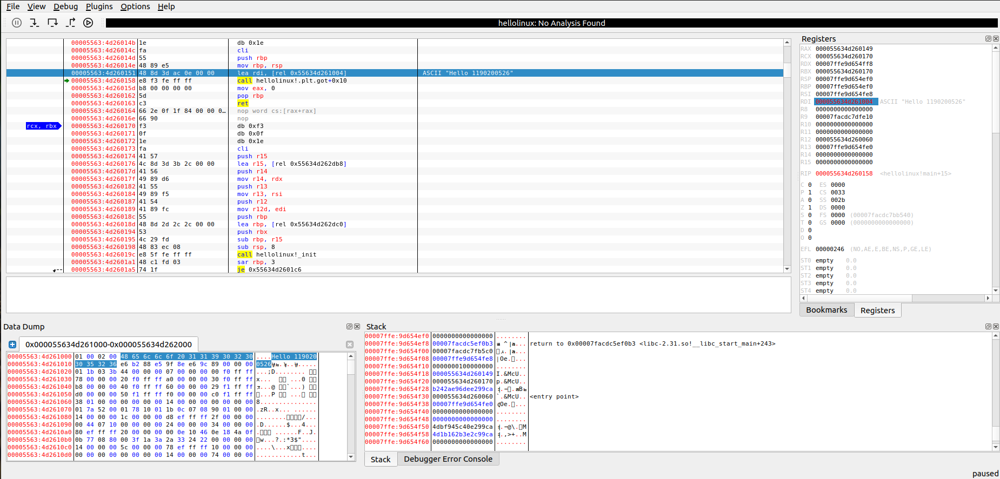 File View Debug Plugins Options Help
hellolinux: No Analysis Found
00005563:4d26014b 1e db 0x1e
00005563:4d26014c fa cli
00005563:4d26014d 55 push rbp
00005563:4d26014e 48 89 e5 mov rbp, rsp
00005563:4d260151 48 8d 3d ac 0e 00 00 lea rdi, [rel 0x55634d261004] ASCII "Hello 1190200526"
00005563:4d260158 e8 f3 fe ff ff call hellolinux!.plt.got+0x10
00005563:4d26015d b8 00 00 00 00 mov eax, 0
00005563:4d260162 5d pop rbp
00005563:4d260163 c3 ret
00005563:4d260164 66 2e 0f 1f 84 00 00 0… nop word cs:[rax+rax]
00005563:4d26016e 66 90 nop
rcx, rbx 00005563:4d260170 f3 db 0xf3
00005563:4d260171 0f db 0x0f
00005563:4d260172 1e db 0x1e
00005563:4d260173 fa cli
00005563:4d260174 41 57 push r15
00005563:4d260176 4c 8d 3d 3b 2c 00 00 lea r15, [rel 0x55634d262db8]
00005563:4d26017d 41 56 push r14
00005563:4d26017f 49 89 d6 mov r14, rdx
00005563:4d260182 41 55 push r13
00005563:4d260184 49 89 f5 mov r13, rsi
00005563:4d260187 41 54 push r12
00005563:4d260189 41 89 fc mov r12d, edi
00005563:4d26018c 55 push rbp
00005563:4d26018d 48 8d 2d 2c 2c 00 00 lea rbp, [rel 0x55634d262dc0]
00005563:4d260194 53 push rbx
00005563:4d260195 4c 29 fd sub rbp, r15
00005563:4d260198 48 83 ec 08 sub rsp, 8
00005563:4d26019c e8 5f fe ff ff call hellolinux!_init
00005563:4d2601a1 48 c1 fd 03 sar rbp, 3
00005563:4d2601a5 74 1f je 0x55634d2601c6
Registers
RAX 000055634d260149
RCX 000055634d260170
RDX 00007ffe9d654ff8
RBX 000055634d260170
RSP 00007ffe9d654ef0
RBP 00007ffe9d654ef0
RSI 00007ffe9d654fe8
RDI 000055634d261004 ASCII "Hello 1190200526"
R8 0000000000000000
R9 00007facdc7dfe10
R10 0000000000000000
R11 0000000000000000
R12 000055634d260060
R13 00007ffe9d654fe0
R14 0000000000000000
R15 0000000000000000
RIP 000055634d260158 <hellolinux!main+15>
C 0 ES 0000
P 1 CS 0033
A 0 SS 002b
Z 1 DS 0000
S 0 FS 0000 (00007facdc7bb540)
T 0 GS 0000 (0000000000000000)
D 0
O 0
EFL 00000246 (NO,AE,E,BE,NS,P,GE,LE)
ST0 empty 0.0
ST1 empty 0.0
ST2 empty 0.0
ST3 empty 0.0
ST4 empty 0.0
Bookmarks Registers
Data Dump
0x000055634d261000-0x000055634d262000
00005563:4d261000 01 00 02 00 48 65 6c 6c 6f 20 31 31 39 30 32 30 ....Hello 119020
00005563:4d261010 30 35 32 36 e6 b2 88 e5 9f 8e e6 9c 89 00 00 00 0526
00005563:4d261020 01 1b 03 3b 44 00 00 00 07 00 00 00 00 f0 ff ff ...;D........
00005563:4d261030 78 00 00 00 20 f0 ff ff a0 00 00 00 30 f0 ff ff x... ...0
00005563:4d261040 b8 00 00 00 40 f0 ff ff 60 00 00 00 29 f1 ff ff ...@ `...)
00005563:4d261050 d0 00 00 00 50 f1 ff ff f0 00 00 00 c0 f1 ff ff ...P ...
00005563:4d261060 38 01 00 00 00 00 00 00 14 00 00 00 00 00 00 00 8...............
00005563:4d261070 01 7a 52 00 01 78 10 01 1b 0c 07 08 90 01 00 00 .zR..x... ......
00005563:4d261080 14 00 00 00 1c 00 00 00 d8 ef ff ff 2f 00 00 00 ......../...
00005563:4d261090 00 44 07 10 00 00 00 00 24 00 00 00 34 00 00 00 .D......$...4...
00005563:4d2610a0 80 ef ff ff 20 00 00 00 00 0e 10 46 0e 18 4a 0f . ......F..J.
00005563:4d2610b0 0b 77 08 80 00 3f 1a 3a 2a 33 24 22 00 00 00 00 w...?.:*3$"....
00005563:4d2610c0 14 00 00 00 5c 00 00 00 78 ef ff ff 10 00 00 00 ....\...x....
00005563:4d2610d0 00 00 00 00 00 00 00 00 14 00 00 00 74 00 00 00 ............t...
Stack
00007ffe:9d654ef0 0000000000000000 ........
00007ffe:9d654ef8 00007facdc5ef0b3 return to 0x00007facdc5ef0b3 <libc-2.31.so!__libc_start_main+243>
00007ffe:9d654f00 00007facdc7fb5c0
00007ffe:9d654f08 00007ffe9d654fe8
00007ffe:9d654f10 0000000100000000 ........
00007ffe:9d654f18 000055634d260149 I.&McU..
00007ffe:9d654f20 000055634d260170 p.&McU..
00007ffe:9d654f28 b242ae96dee299ca
00007ffe:9d654f30 000055634d260060 `.&McU.. <entry point>
00007ffe:9d654f38 00007ffe9d654fe0
00007ffe:9d654f40 0000000000000000 ........
00007ffe:9d654f48 0000000000000000 ........
00007ffe:9d654f50 4dbf945c40e299ca
00007ffe:9d654f58 4d1b162b3e2c99ca
00007ffe:9d654f60 0000000000000000 ........
Stack Debugger Error Console
paused